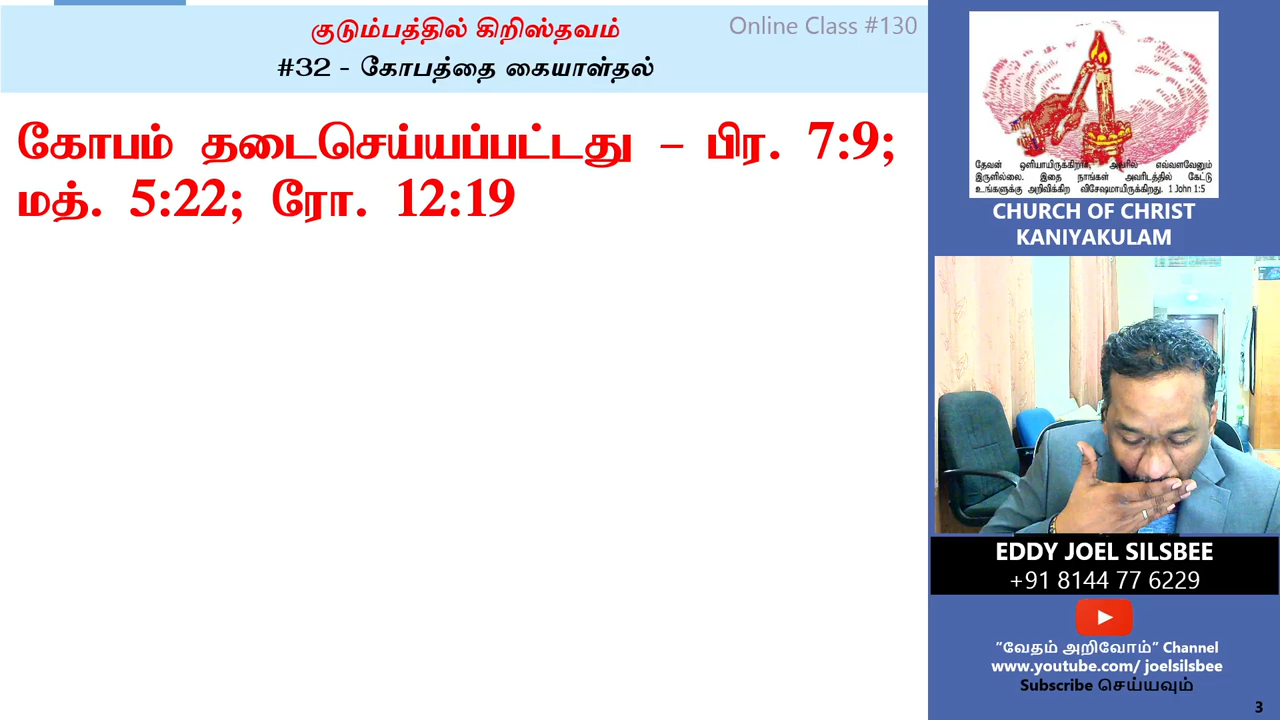 குடும்பத்தில் கிறிஸ்தவம்
Online Class #130
#32 - கோபத்தை கையாள்தல்
கோபம் தடைசெய்யப்பட்டது – பிர. 7:9;
மத். 5:22; ரோ. 12:19
தேவன் ஒளியாயிருக்கிறார், அவரில் எவ்வளவேனும்
இருளில்லை. இதை நாங்கள் அவரிடத்தில் கேட்டு
உங்களுக்கு அறிவிக்கிற விசேஷமாயிருக்கிறது. 1 John 1:5
CHURCH OF CHRIST
KANIYAKULAM
EDDY JOEL SILSBEE
+91 8144 77 6229
”வேதம் அறிவோம்” Channel
www.youtube.com/ joelsilsbee
Subscribe செய்யவும்
3